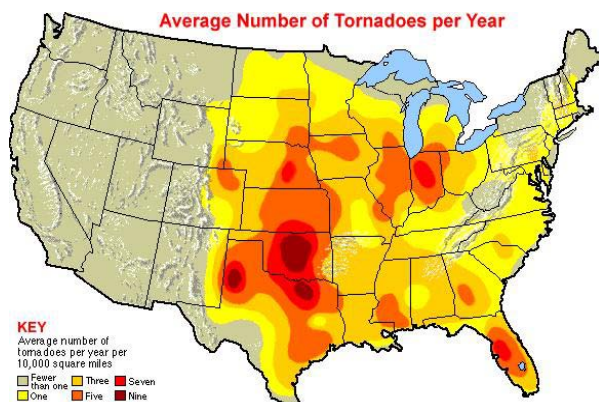 Average Number of Tornadoes per Year
KEY
Average number of
tornadoes per year per
10,000 square miles
Fewer than one
One
Three
Five
Seven
Nine